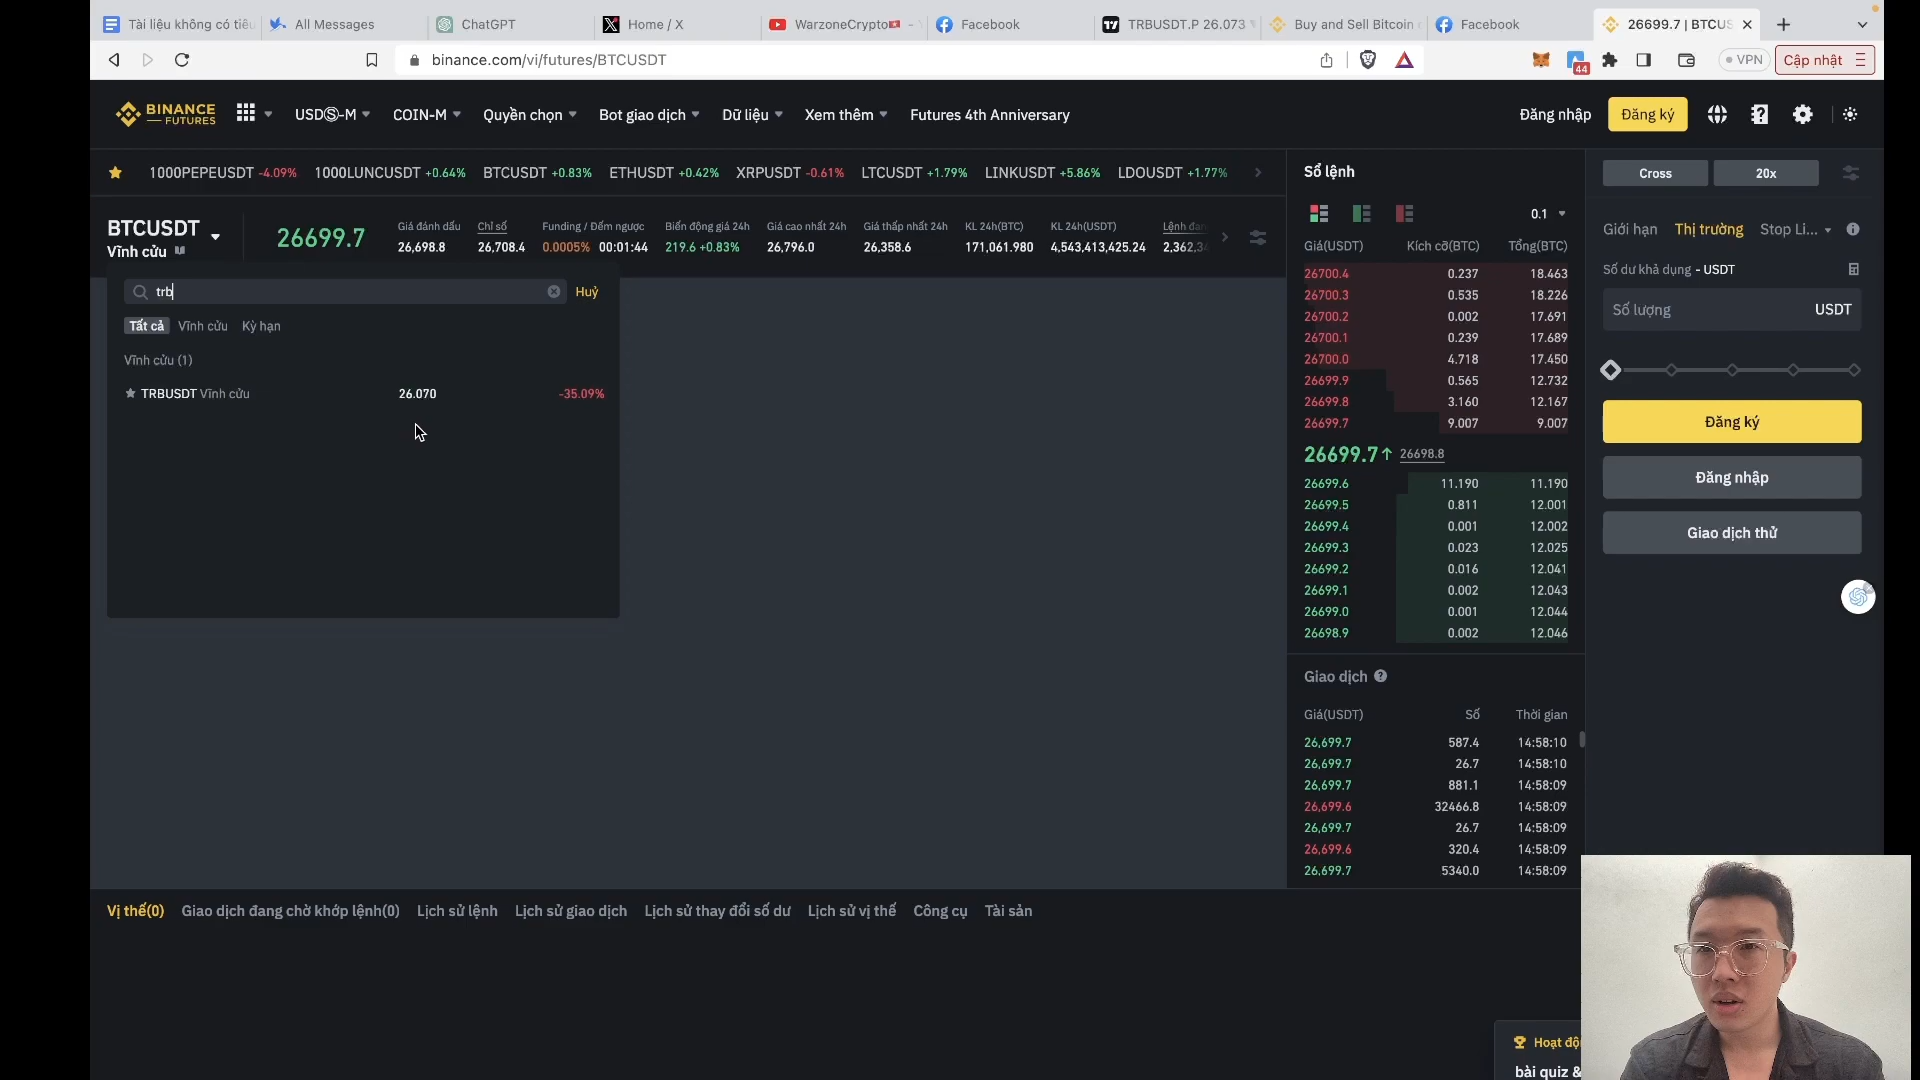 Tài liệu không có tiêu
All Messages
ChatGPT
Home / X
WarzoneCrypto
Facebook
TRBUSDT.P 26.073
Buy and Sell Bitcoin
Facebook
26699.7 | BTCUS
binance.com/vi/futures/BTCUSDT
44
VPN
Cập nhật
BINANCE
FUTURES
USDⓈ-M
COIN-M
Quyền chọn
Bot giao dịch
Dữ liệu
Xem thêm
Futures 4th Anniversary
Đăng nhập
Đăng ký
1000PEPEUSDT -4.09%
1000LUNCUSDT +0.64%
BTCUSDT +0.83%
ETHUSDT +0.42%
XRPUSDT -0.61%
LTCUSDT +1.79%
LINKUSDT +5.86%
LDOUSDT +1.77%
BTCUSDT
Vĩnh cửu
26699.7
Giá đánh dấu
26,698.8
Chỉ số
26,708.4
Funding / Đếm ngược
0.0005% 00:01:44
Biến động giá 24h
219.6 +0.83%
Giá cao nhất 24h
26,796.0
Giá thấp nhất 24h
26,358.6
KL 24h(BTC)
171,061.980
KL 24h(USDT)
4,543,413,425.24
Lệnh
2,362,3
trb
Huỷ
Tất cả Vĩnh cửu Kỳ hạn
Vĩnh cửu (1)
TRBUSDT Vĩnh cửu 26.070 -35.09%
Sổ lệnh
0.1
Giá(USDT) Kích cỡ(BTC) Tổng(BTC)
26700.4 0.237 18.463
26700.3 0.535 18.226
26700.2 0.002 17.691
26700.1 0.239 17.689
26700.0 4.718 17.450
26699.9 0.565 12.732
26699.8 3.160 12.167
26699.7 9.007 9.007
26699.7↑ 26698.8
26699.6 11.190 11.190
26699.5 0.811 12.001
26699.4 0.001 12.002
26699.3 0.023 12.025
26699.2 0.016 12.041
26699.1 0.002 12.043
26699.0 0.001 12.044
26698.9 0.002 12.046
Giao dịch
Giá(USDT) Số Thời gian
26,699.7 587.4 14:58:10
26,699.7 26.7 14:58:10
26,699.7 881.1 14:58:09
26,699.6 32466.8 14:58:09
26,699.7 26.7 14:58:09
26,699.6 320.4 14:58:09
26,699.7 5340.0 14:58:09
Cross
20x
Giới hạn Thị trường Stop Li...
Số dư khả dụng - USDT
Số lượng USDT
Đăng ký
Đăng nhập
Giao dịch thử
Vị thế(0)
Giao dịch đang chờ khớp lệnh(0)
Lịch sử lệnh
Lịch sử giao dịch
Lịch sử thay đổi số dư
Lịch sử vị thế
Công cụ
Tài sản
Hoạt
bài quiz &